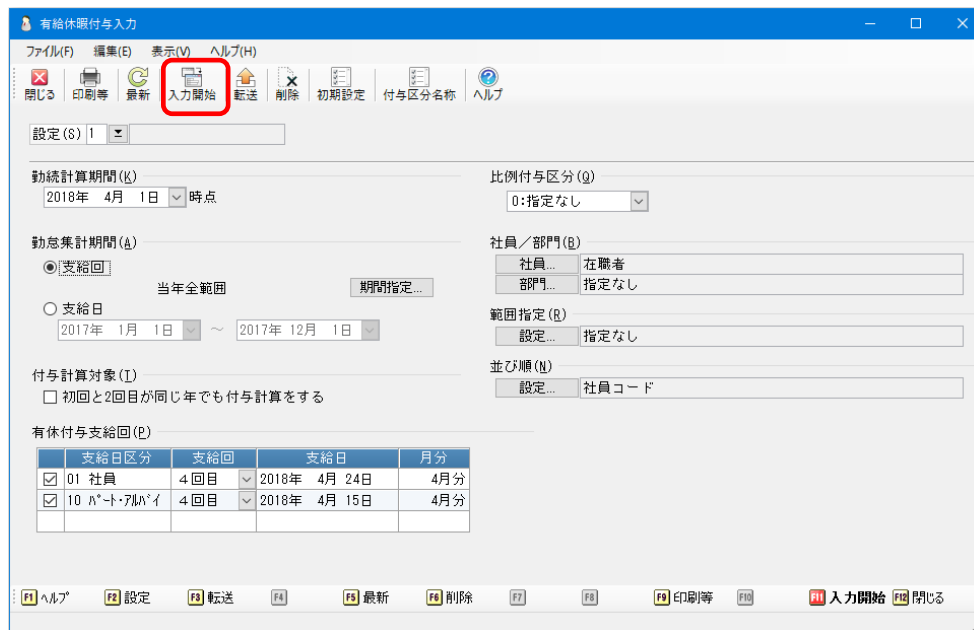 有給休暇付与入力
ファイル(F) 編集(E) 表示(V) ヘルプ(H)
閉じる 印刷等 最新 入力開始 転送 削除 初期設定 付与区分名称 ヘルプ
設定(S) 1
勤続計算期間(K)
2018年 4月 1日 時点
勤怠集計期間(A)
支給回
当年全範囲 期間指定...
支給日
2017年 1月 1日 ～ 2017年 12月 1日
付与計算対象(I)
初回と2回目が同じ年でも付与計算をする
有休付与支給回(P)
支給日区分 支給回 支給日 月分
01 社員 4回目 2018年 4月 24日 4月分
10 ﾊﾟｰﾄ･ｱﾙﾊﾞｲ 4回目 2018年 4月 15日 4月分
比例付与区分(Q)
0:指定なし
社員／部門(B)
社員... 在職者
部門... 指定なし
範囲指定(R)
設定... 指定なし
並び順(N)
設定... 社員コード
F1 ﾍﾙﾌﾟ F2 設定 F3 転送 F4 F5 最新 F6 削除 F7 F8 F9 印刷等 F10 F11 入力開始 F12 閉じる